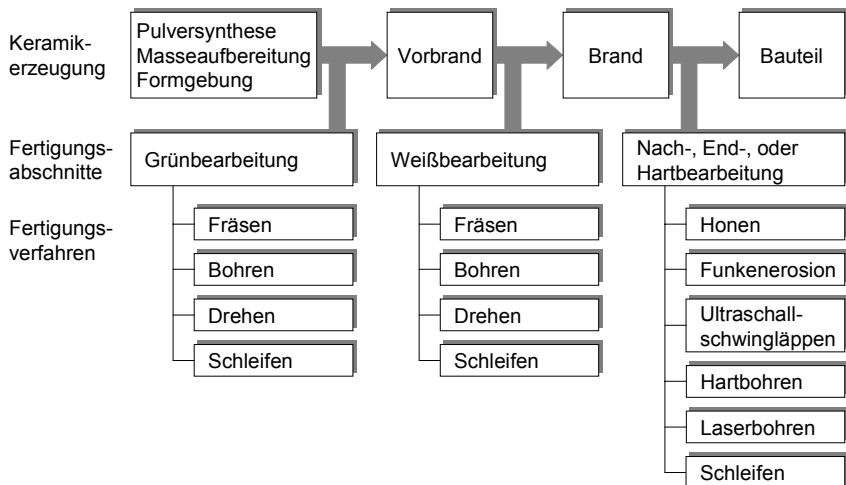 Keramik-
erzeugung
Pulversynthese
Masseaufbereitung
Formgebung
Vorbrand
Brand
Bauteil
Fertigungs-
abschnitte
Grünbearbeitung
Weißbearbeitung
Nach-, End-, oder
Hartbearbeitung
Fertigungs-
verfahren
Fräsen
Bohren
Drehen
Schleifen
Fräsen
Bohren
Drehen
Schleifen
Honen
Funkenerosion
Ultraschall-
schwingläppen
Hartbohren
Laserbohren
Schleifen